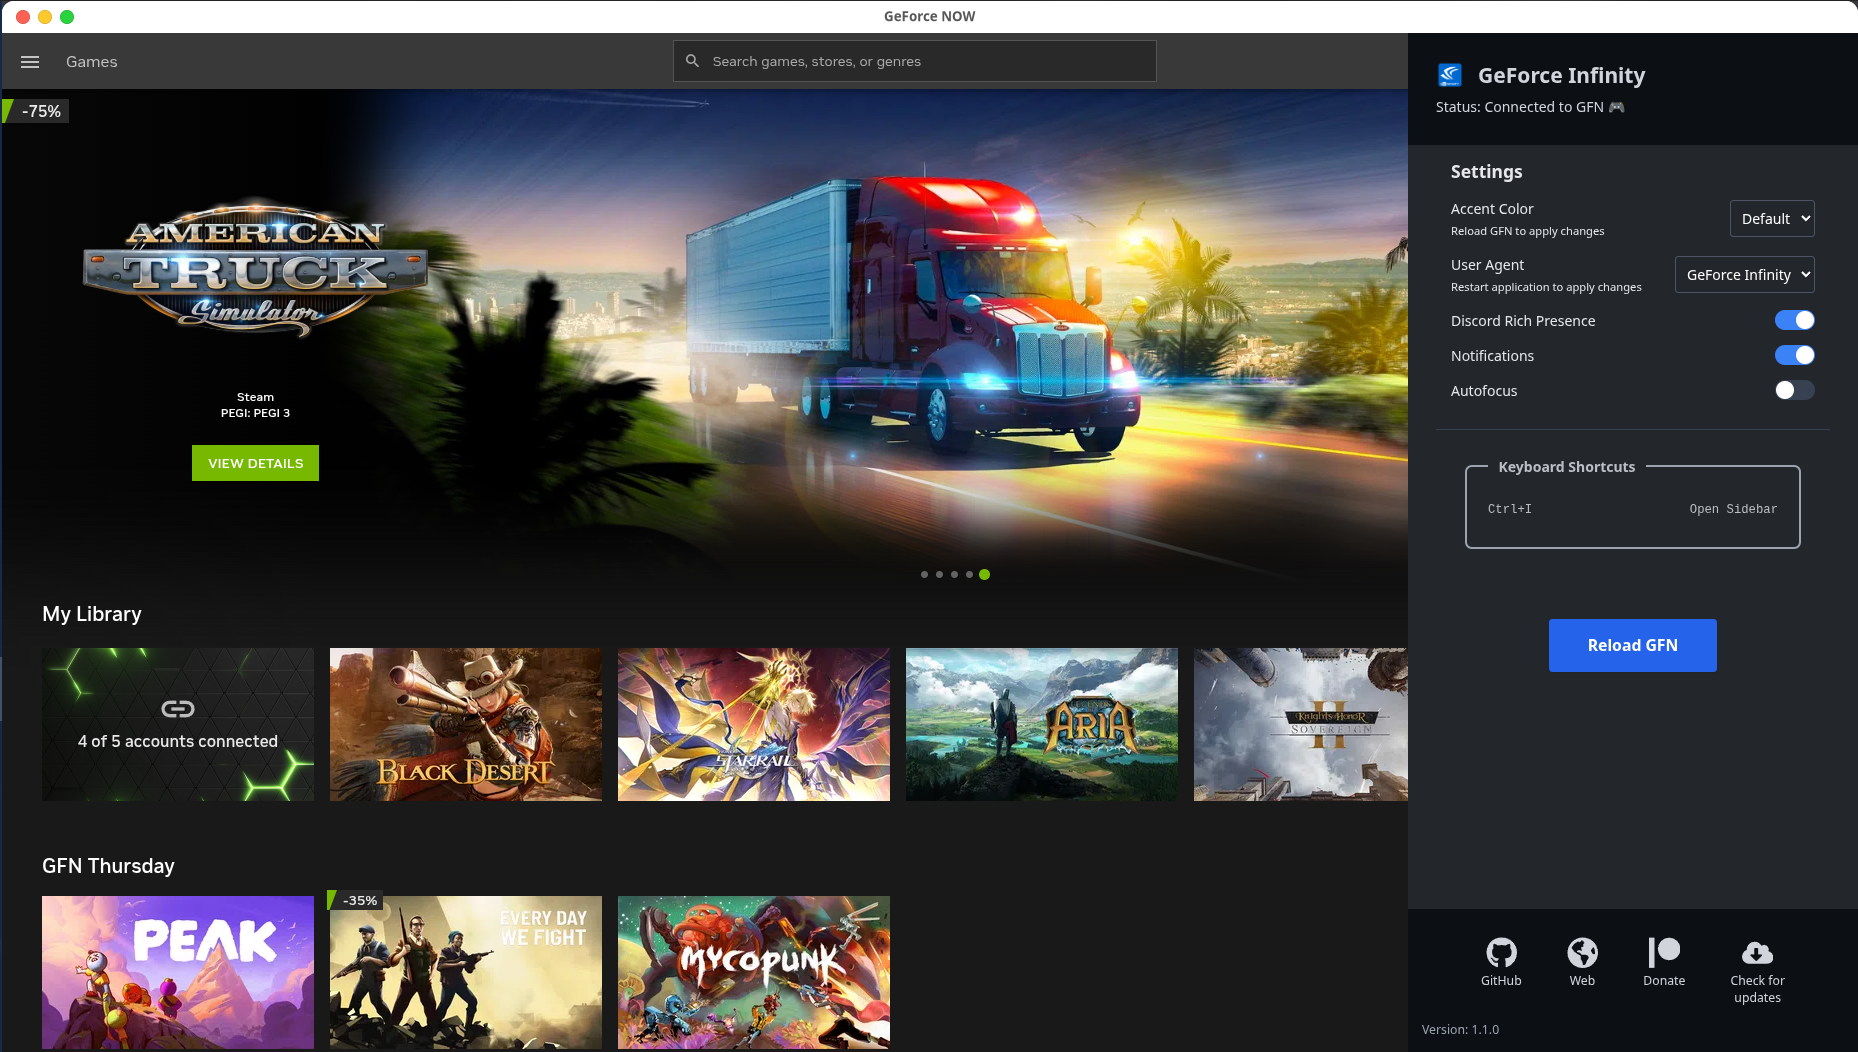 GeForce NOW
Games
Search games, stores, or genres
-75%
AMERICAN
TRUCK
Simulator
Steam
PEGI: PEGI 3
VIEW DETAILS
My Library
4 of 5 accounts connected
BLACK DESERT
STAR RAIL
LEGENDS OF
ARIA
II
Knights of Honor
SOVEREIGN
GFN Thursday
PEAK
-35%
EVERY DAY
WE FIGHT
MYCOPUNK
GeForce Infinity
Status: Connected to GFN 🎮
Settings
Accent Color
Reload GFN to apply changes
Default
User Agent
Restart application to apply changes
GeForce Infinity
Discord Rich Presence
Notifications
Autofocus
Keyboard Shortcuts
Ctrl+I Open Sidebar
Reload GFN
GitHub
Web
Donate
Check for
updates
Version: 1.1.0